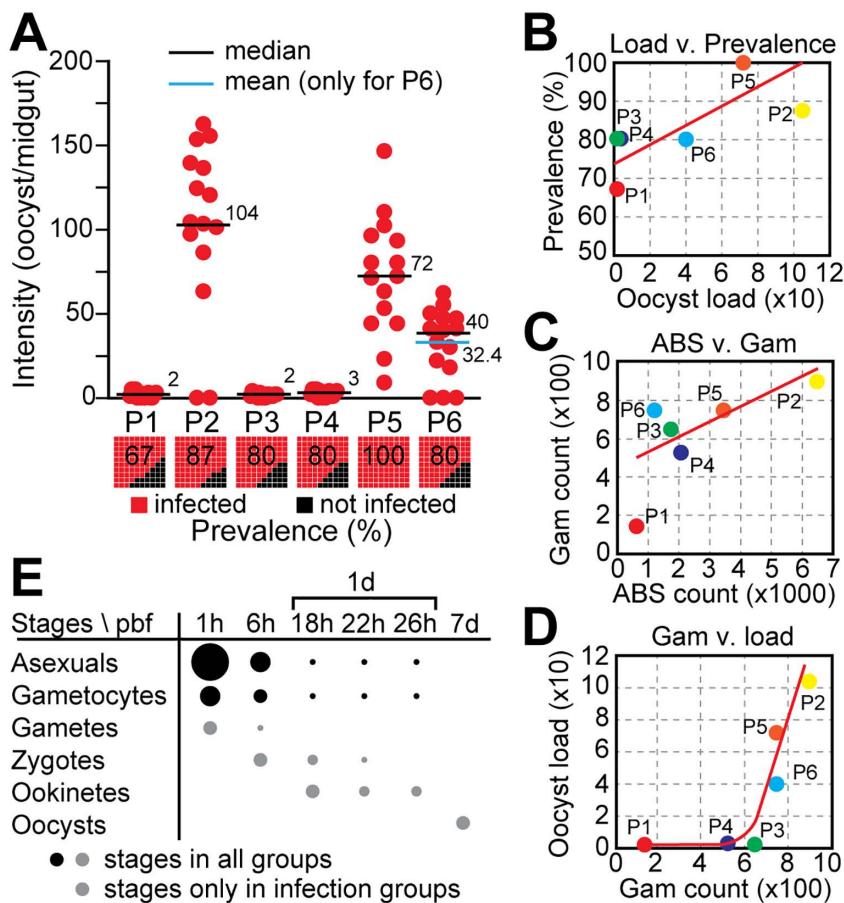 A
median
mean (only for P6)
Intensity (oocyst/midgut)
200
150
100
50
0
2
104
2
3
72
40
32.4
P1 P2 P3 P4 P5 P6
67 87 80 80 100 80
infected not infected
Prevalence (%)
B
Load v. Prevalence
Prevalence (%)
100
90
80
70
60
50
P5
P3
P2
P4
P6
P1
0 2 4 6 8 10 12
Oocyst load (x10)
C
ABS v. Gam
Gam count (x100)
10
8
6
4
2
0
P6
P5
P2
P3
P4
P1
0 1 2 3 4 5 6 7
ABS count (x1000)
D
Gam v. load
Oocyst load (x10)
12
10
8
6
4
2
0
P2
P5
P6
P1
P4
P3
0 2 4 6 8 10
Gam count (x100)
E
1d
Stages \ pbf 1h 6h 18h 22h 26h 7d
Asexuals
Gametocytes
Gametes
Zygotes
Ookinetes
Oocysts
stages in all groups
stages only in infection groups